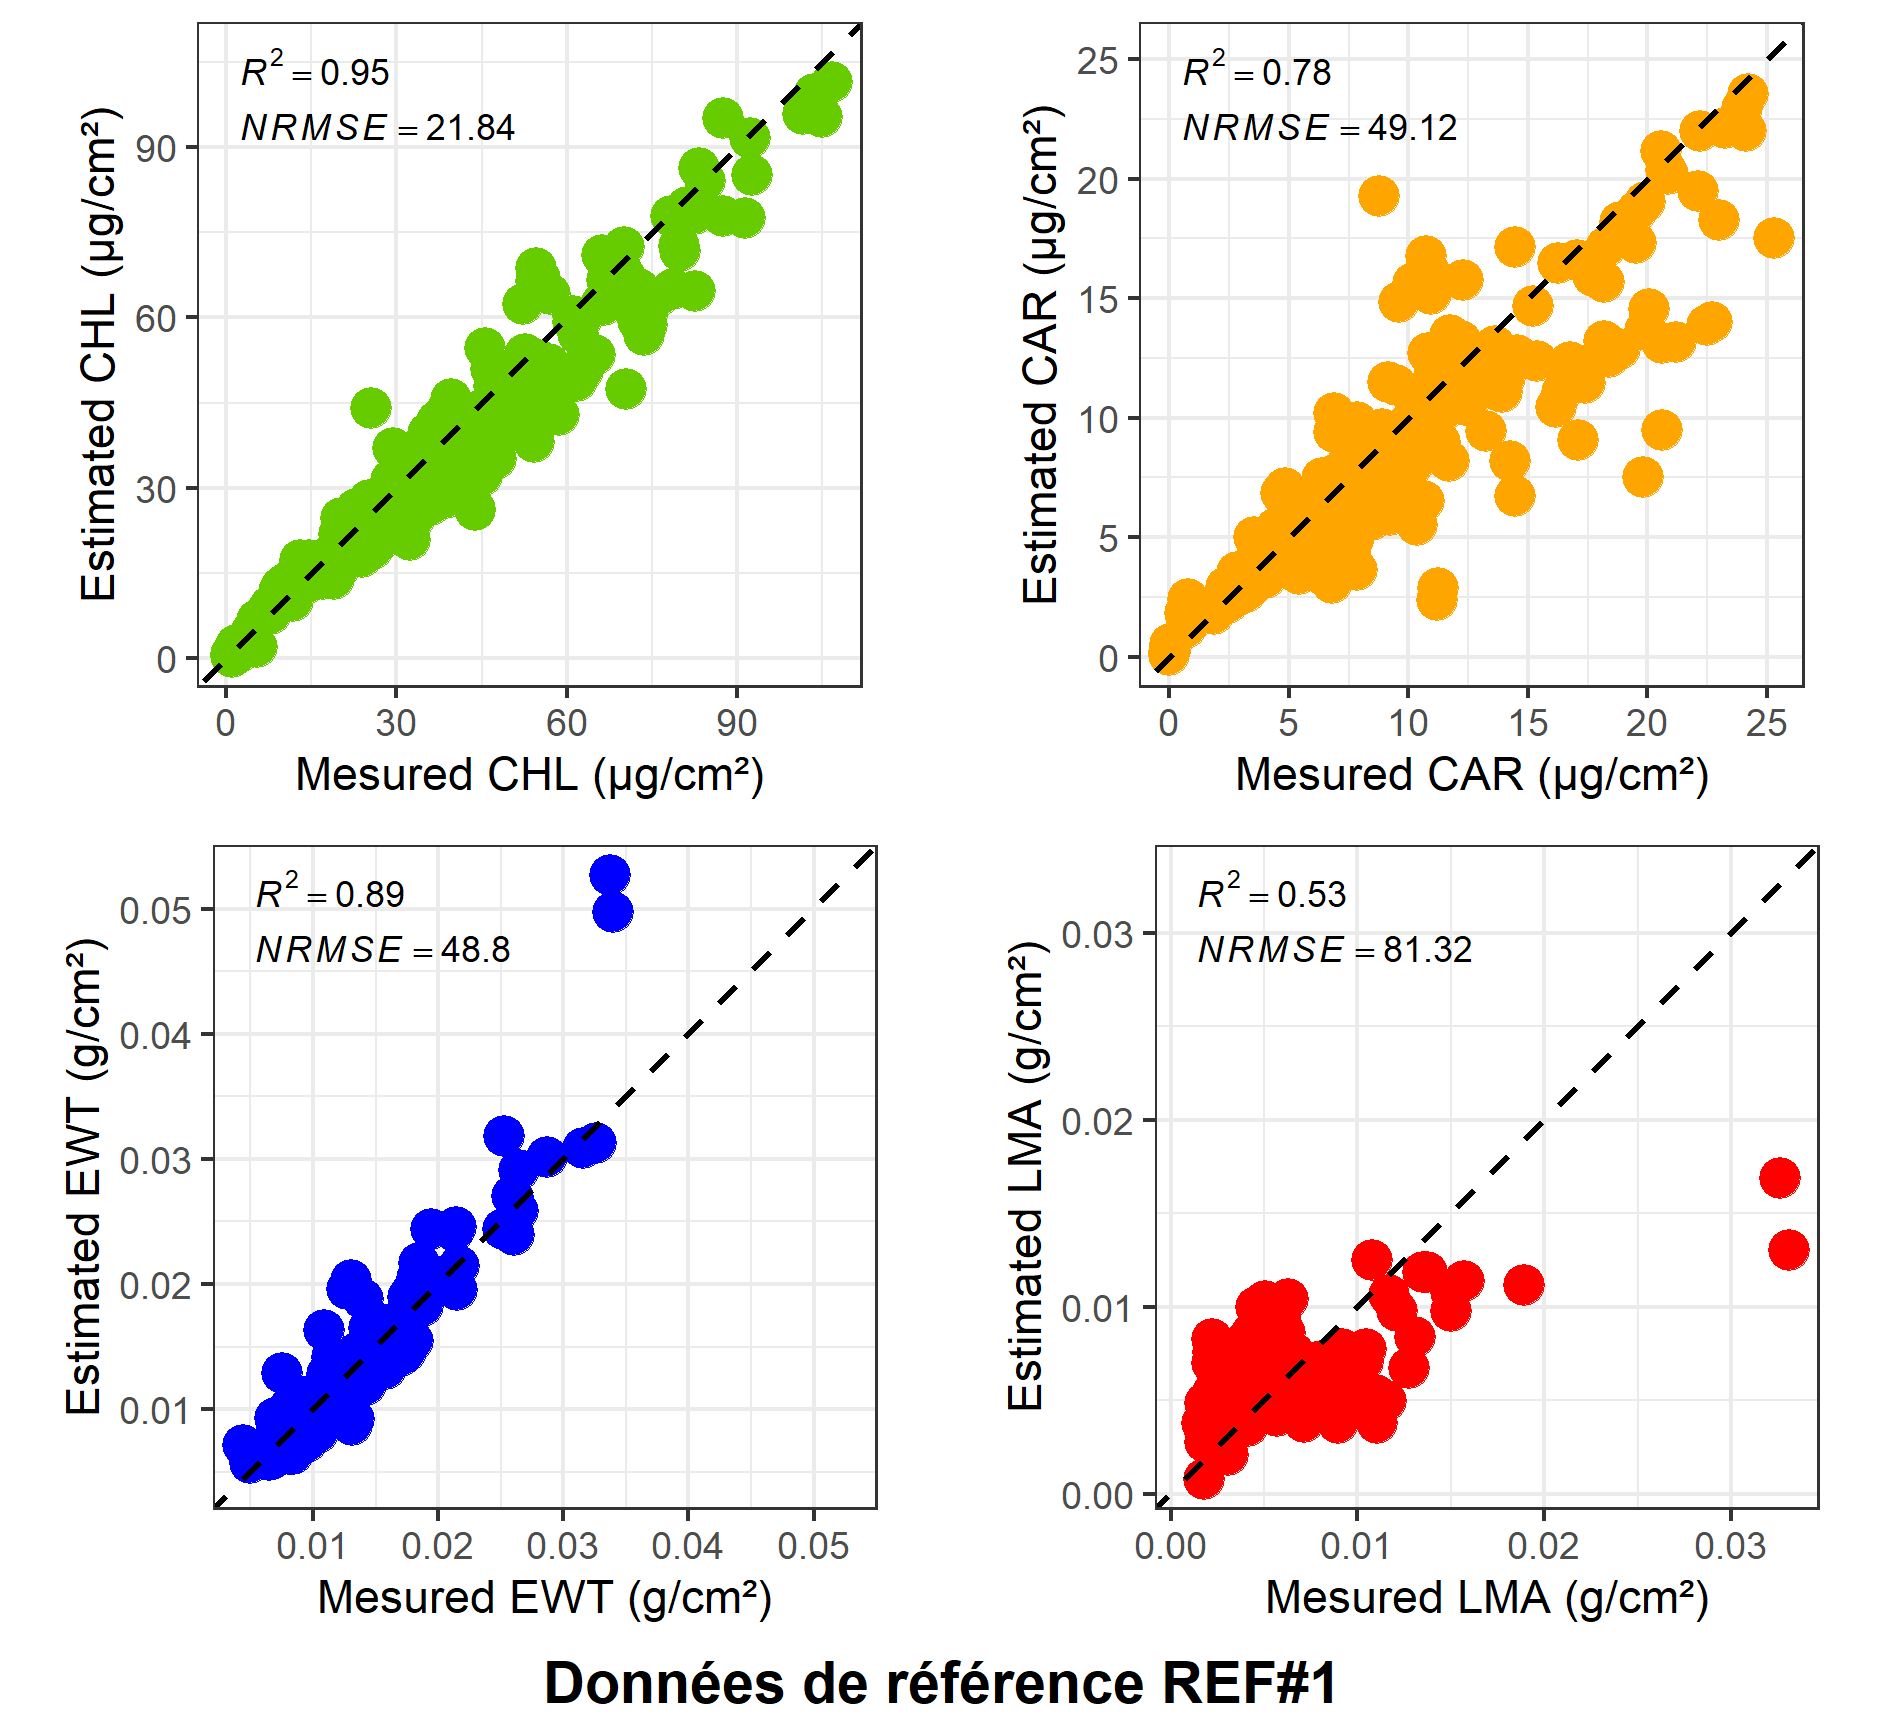 R² = 0.95
NRMSE = 21.84
Estimated CHL (µg/cm²)
90
60
30
0
0 30 60 90
Mesured CHL (µg/cm²)
R² = 0.78
NRMSE = 49.12
Estimated CAR (µg/cm²)
25
20
15
10
5
0
0 5 10 15 20 25
Mesured CAR (µg/cm²)
R² = 0.89
NRMSE = 48.8
Estimated EWT (g/cm²)
0.05
0.04
0.03
0.02
0.01
0.01 0.02 0.03 0.04 0.05
Mesured EWT (g/cm²)
R² = 0.53
NRMSE = 81.32
Estimated LMA (g/cm²)
0.03
0.02
0.01
0.00
0.00 0.01 0.02 0.03
Mesured LMA (g/cm²)
Données de référence REF#1